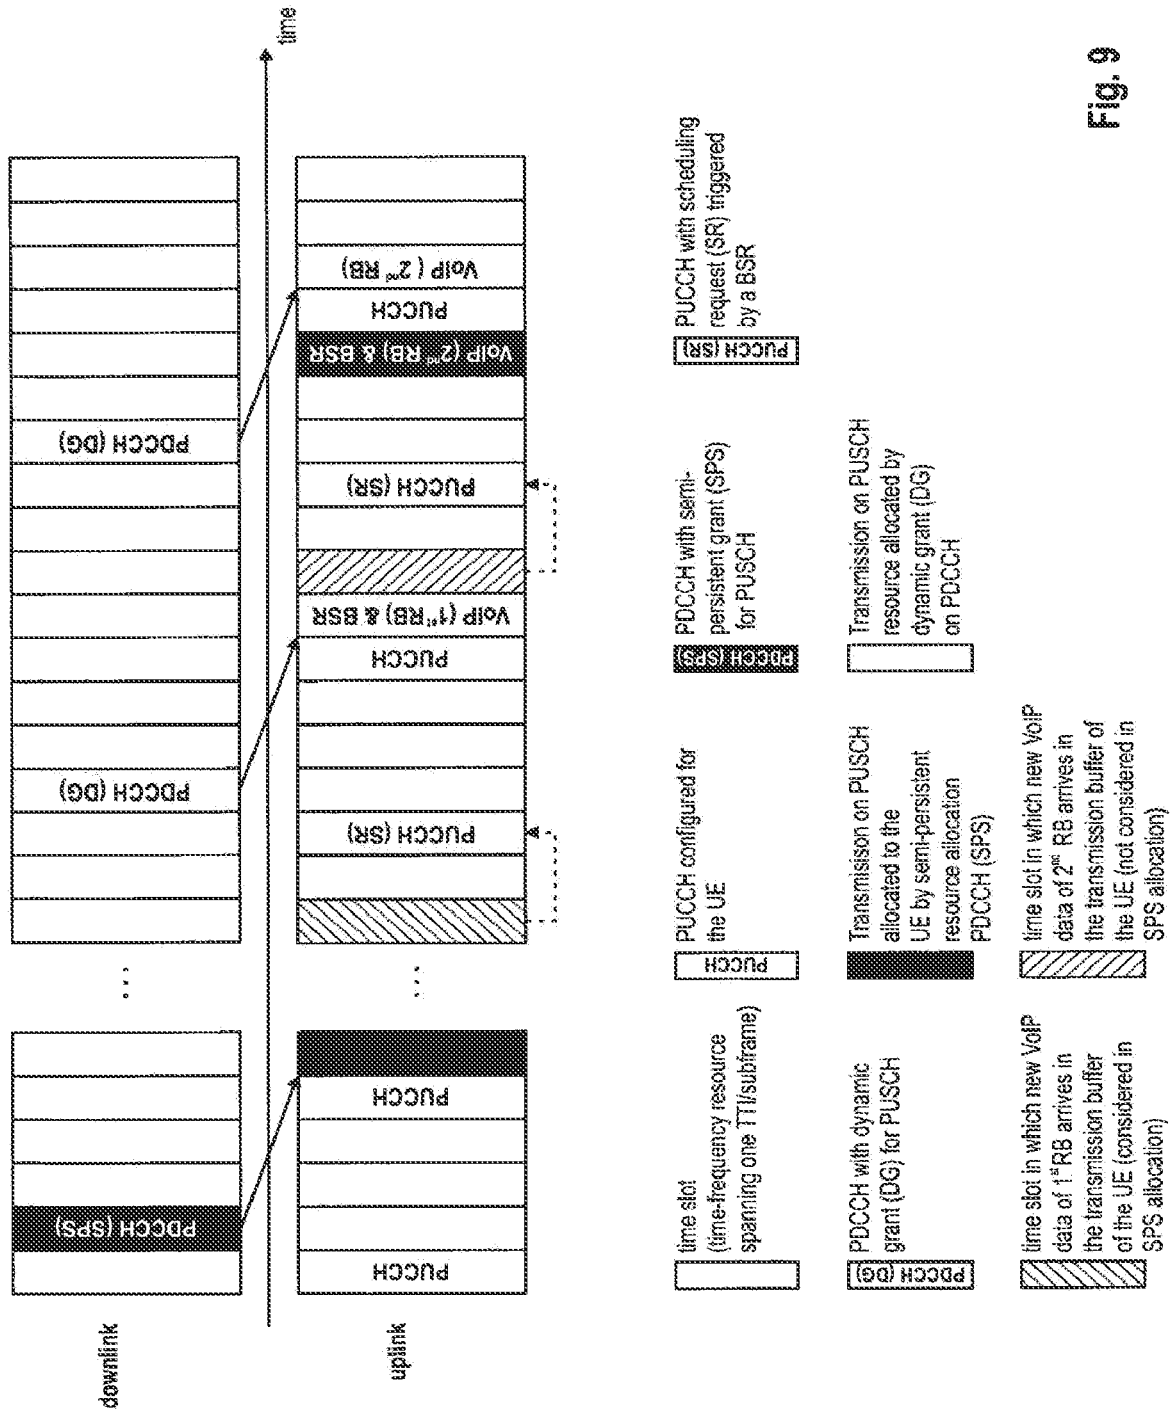 downlink
PDCCH (SPS)
...
PDCCH (DG)
PDCCH (DG)
time
uplink
PUCCH
PUCCH
...
PUCCH (SR)
PUCCH
VoIP (1st RB) & BSR
PUCCH (SR)
VoIP (2nd RB) & BSR
PUCCH
VoIP (2nd RB)
time slot
(time-frequency resource
spanning one TTI/subframe)
PUCCH
PUCCH configured for
the UE
PDCCH (SPS)
PDCCH with semi-
persistent grant (SPS)
for PUSCH
PUCCH (SR)
PUCCH with scheduling
request (SR) triggered
by a BSR
PDCCH (DG)
PDCCH with dynamic
grant (DG) for PUSCH
Transmisison on PUSCH
allocated to the
UE by semi-persistent
resource allocation
PDCCH (SPS)
Transmission on PUSCH
resource allocated by
dynamic grant (DG)
on PDCCH
time slot in which new VoIP
data of 1st RB arrives in
the transmission buffer
of the UE (considered in
SPS allocation)
time slot in which new VoIP
data of 2nd RB arrives in
the transmission buffer of
the UE (not considered in
SPS allocation)
Fig. 9